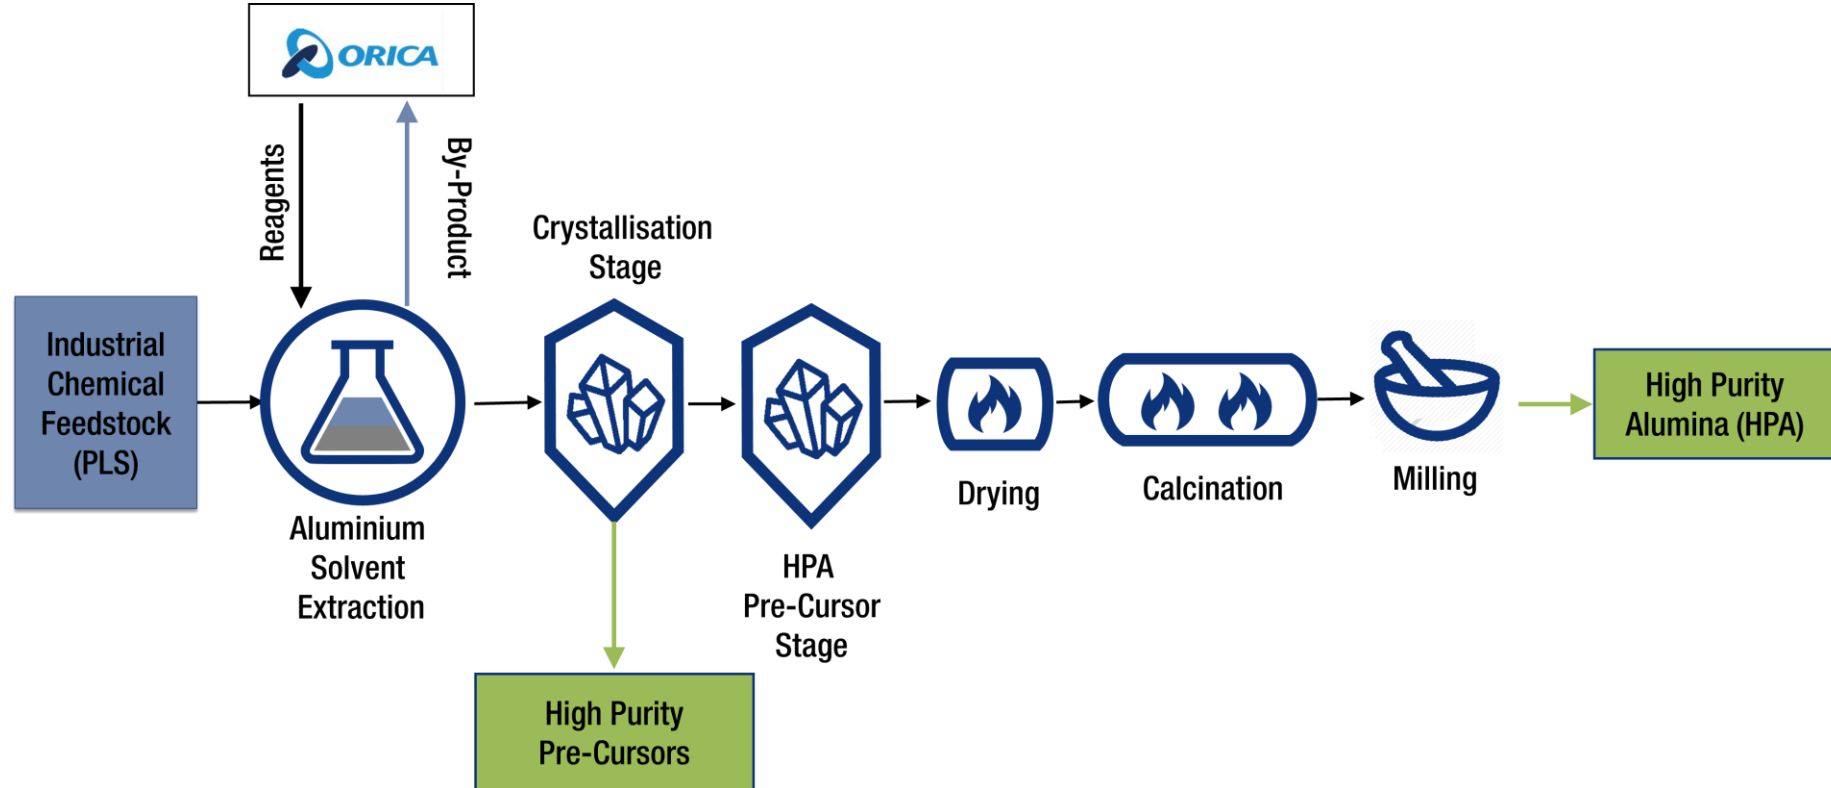 ORICA
Reagents
By-Product
Crystallisation
Stage
Industrial
Chemical
Feedstock
(PLS)
Aluminium
Solvent
Extraction
HPA
Pre-Cursor
Stage
Drying
Calcination
Milling
High Purity
Alumina (HPA)
High Purity
Pre-Cursors